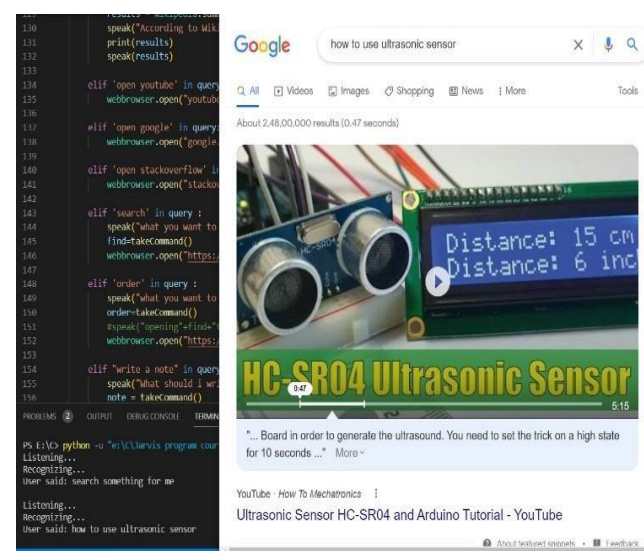 130 speak("According to Wiki
131 print(results)
132 speak(results)
133
134 elif 'open youtube' in query
135 webbrowser.open("youtube
136
137 elif 'open google' in query:
138 webbrowser.open("google.
139
140 elif 'open stackoverflow' i
141 webbrowser.open("stackov
142
143 elif 'search' in query :
144 speak("what you want to
145 find=takeCommand()
146 webbrowser.open("https:/
147
148 elif 'order' in query :
149 speak("what you want to
150 order=takeCommand()
151 #speak("opening"+find+"
152 webbrowser.open("https:/
153
154 elif "write a note" in query
155 speak("What should i wri
156 note = takeCommand()
PROBLEMS 2 OUTPUT DEBUG CONSOLE TERMIN
PS E:\C> python -u "e:\C\Jarvis program cour
Listening...
Recognizing...
User said: search something for me
Listening...
Recognizing...
User said: how to use ultrasonic sensor
Google
how to use ultrasonic sensor
All Videos Images Shopping News More Tools
About 2,48,00,000 results (0.47 seconds)
HC-SR04
16
Distance: 15 cm
Distance: 6 inc
HC-SR04 Ultrasonic Sensor
0:47
5:15
"... Board in order to generate the ultrasound. You need to set the trick on a high state
for 10 seconds ..." More
YouTube · How To Mechatronics
Ultrasonic Sensor HC-SR04 and Arduino Tutorial - YouTube
About featured snippets • Feedback